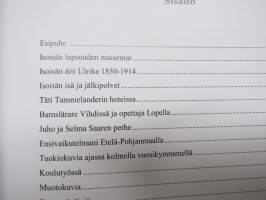 Sisältö
Esipuhe
Isoisän lapsuuden maisemat
Isoisän äiti Ulrika 1850-1914
Isoisän isä ja jälkipolvet
Täti Tammelanderin hoteissa
Barnslärare Vihdissä ja opettaja Lopella
Juho ja Selma Saaren perhe
Ensivaikutelmani Etelä-Pohjanmaalla
Tuokiokuvia ajassa kolmella vuosikymmenellä
Koulutyössä
Muotokuvia